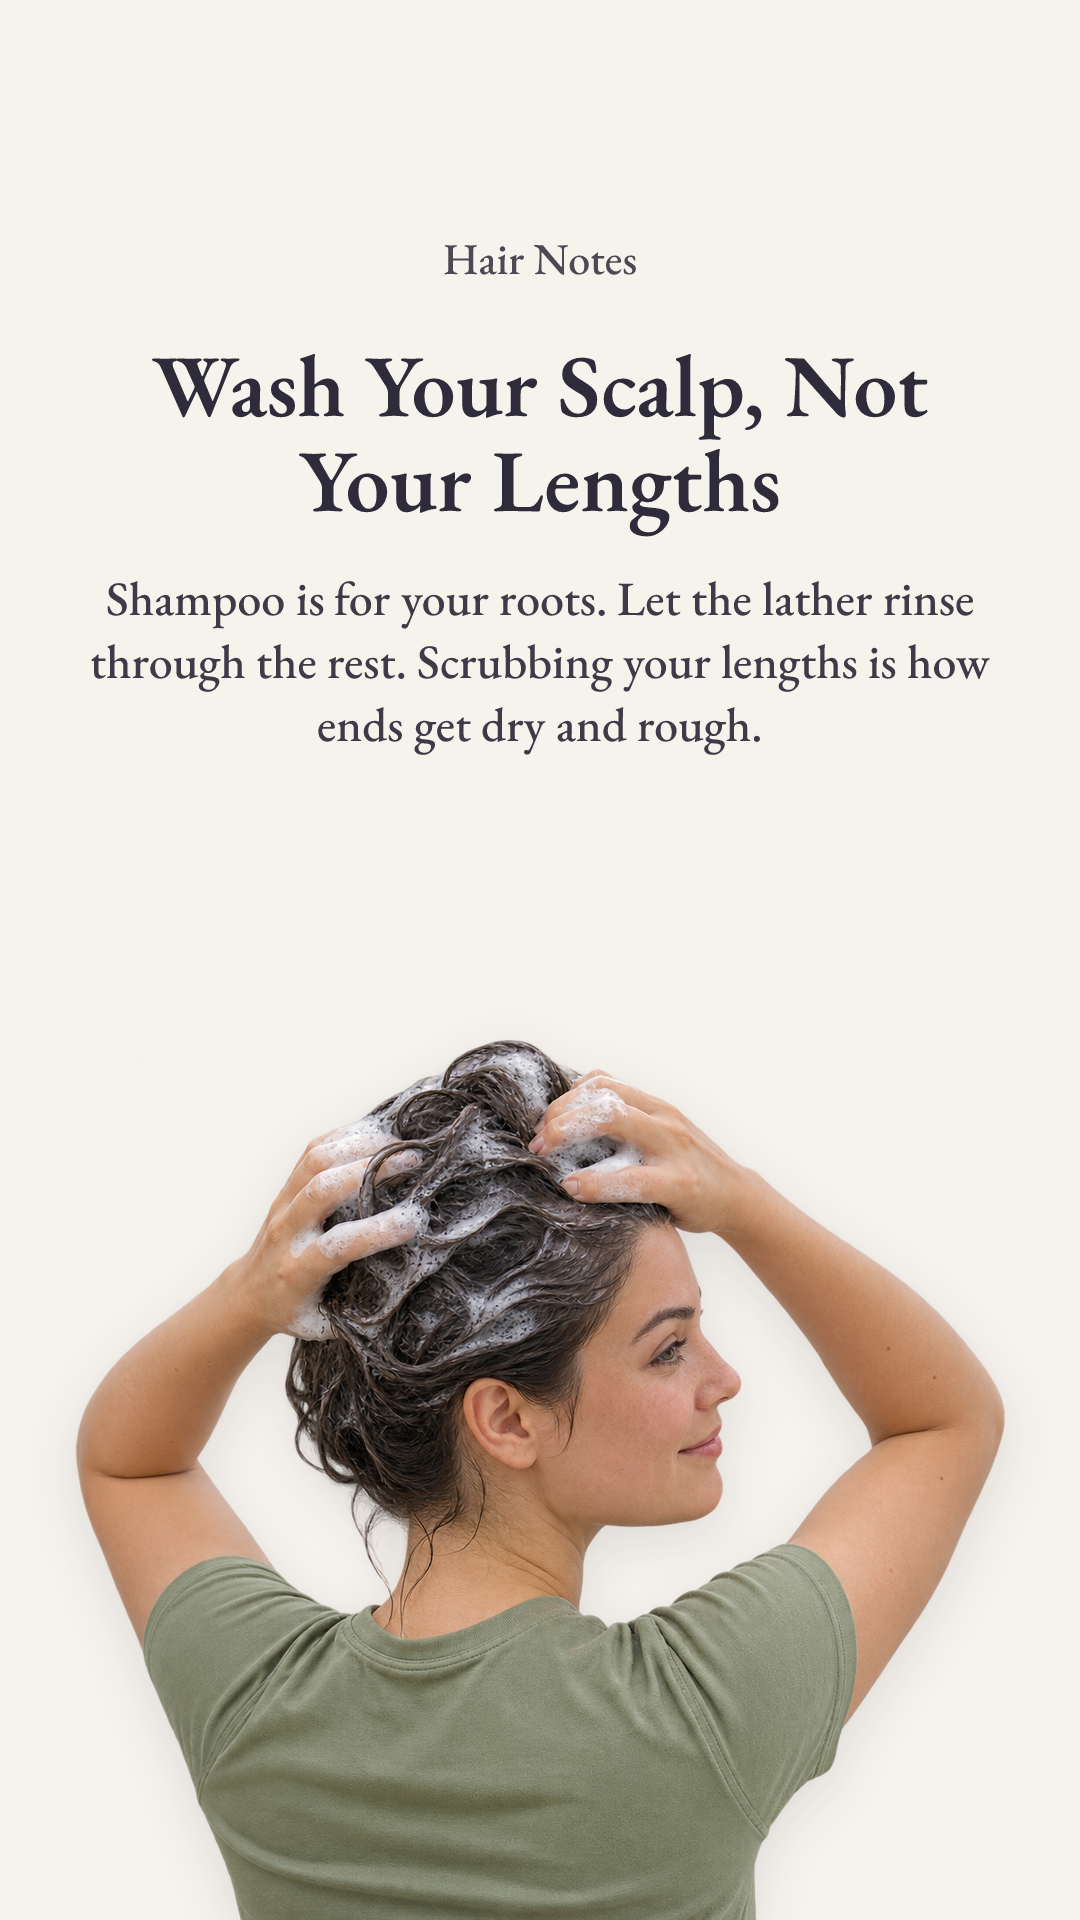 Hair Notes
Wash Your Scalp, Not
Your Lengths
Shampoo is for your roots. Let the lather rinse
through the rest. Scrubbing your lengths is how
ends get dry and rough.